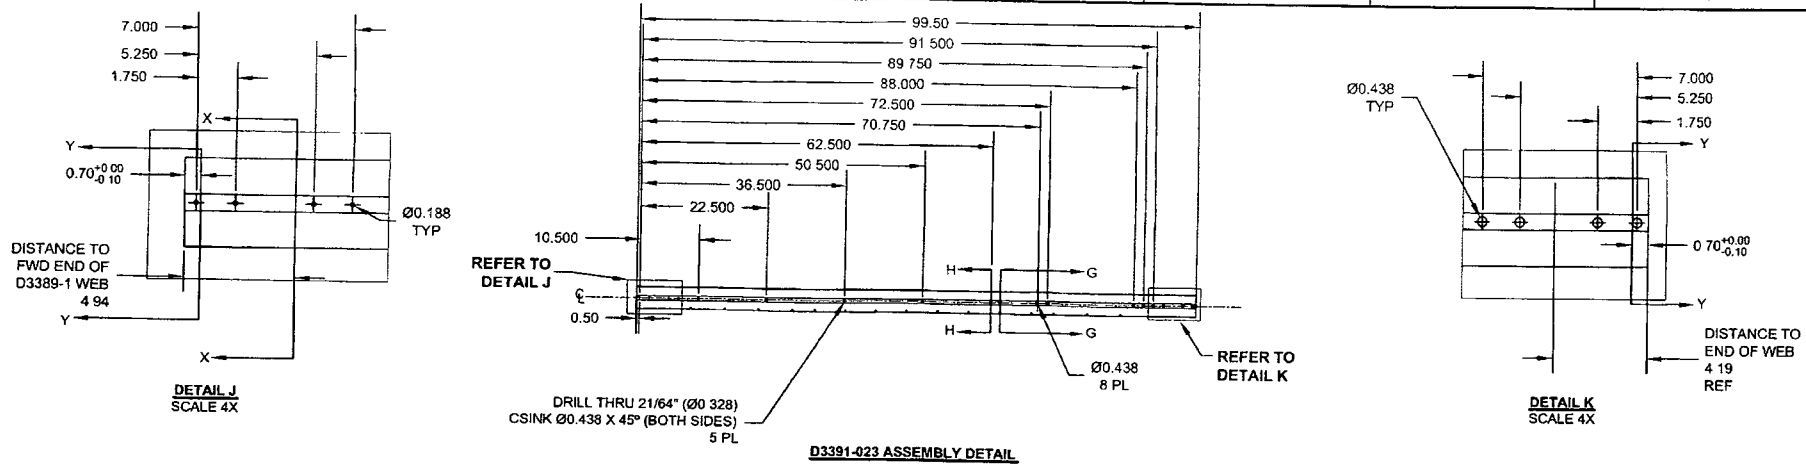 7.000
5.250
1.750
X
Y
0.70 +0.00 -0.10
Ø0.188
TYP
DISTANCE TO
FWD END OF
D3389-1 WEB
4 94
Y
X
DETAIL J
SCALE 4X
99.50
91 500
89 750
88.000
72.500
70.750
62.500
50 500
36.500
22.500
10.500
REFER TO
DETAIL J
H
G
℄
0.50
H
G
Ø0.438
8 PL
REFER TO
DETAIL K
DRILL THRU 21/64" (Ø0 328)
CSINK Ø0.438 X 45° (BOTH SIDES)
5 PL
D3391-023 ASSEMBLY DETAIL
Ø0.438
TYP
7.000
5.250
1.750
Y
0 70 +0.00 -0.10
Y
DISTANCE TO
END OF WEB
4 19
REF
DETAIL K
SCALE 4X